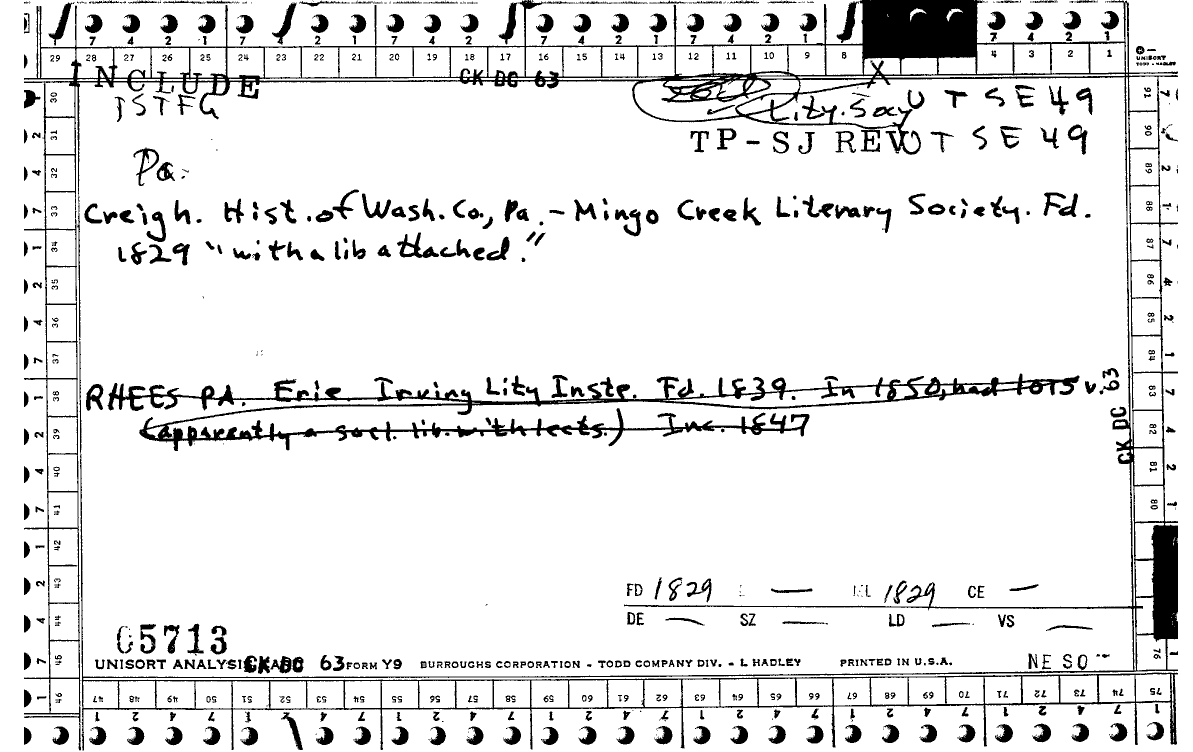 7 4 2 1 7 4 2 1 7 4 2 1 7 4 2 1 7 4 2 1 7 4 2 1
29 28 27 26 25 24 23 22 21 20 19 18 17 16 15 14 13 12 11 10 9 8 4 3 2 1
UNISORT
INCLUDE CK DC 63 X
TSTFG Lity. Socy U T S E 49
TP-SJ REV U T S E 49
Pa.
Creigh. Hist. of Wash. Co., Pa. - Mingo Creek Literary Society. Fd.
1829 "with a lib attached."
RHEES PA. Erie Irving Lity Inste. Fd. 1839. In 1850, had 1015 v.
(apparently a socl. lib. with lects.) Inc. 1847
CK DC 63
FD 1829 — 1829 CE —
DE — SZ — LD — VS —
05713
UNISORT ANALYSIS CARD CK DC 63 FORM Y9 BURROUGHS CORPORATION - TODD COMPANY DIV. - L HADLEY PRINTED IN U.S.A. NE SO
30 31 32 33 34 35 36 37 38 39 40 41 42 43 44 45 46
91 90 89 88 87 86 85 84 83 82 81 80 76
47 48 49 50 51 52 53 54 55 56 57 58 59 60 61 62 63 64 65 66 67 68 69 70 71 72 73 74 75